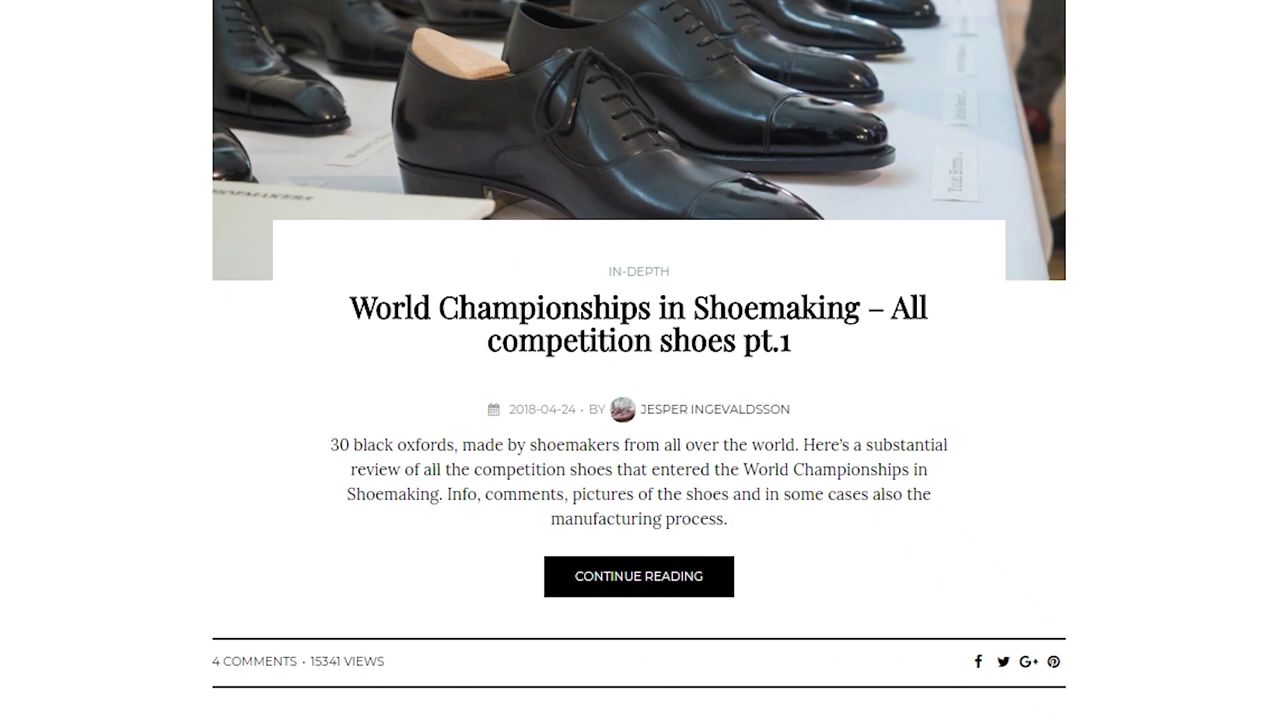 SHOEMAKERS
IN-DEPTH
World Championships in Shoemaking – All
competition shoes pt.1
2018-04-24 • BY JESPER INGEVALDSSON
30 black oxfords, made by shoemakers from all over the world. Here's a substantial
review of all the competition shoes that entered the World Championships in
Shoemaking. Info, comments, pictures of the shoes and in some cases also the
manufacturing process.
CONTINUE READING
4 COMMENTS • 15341 VIEWS